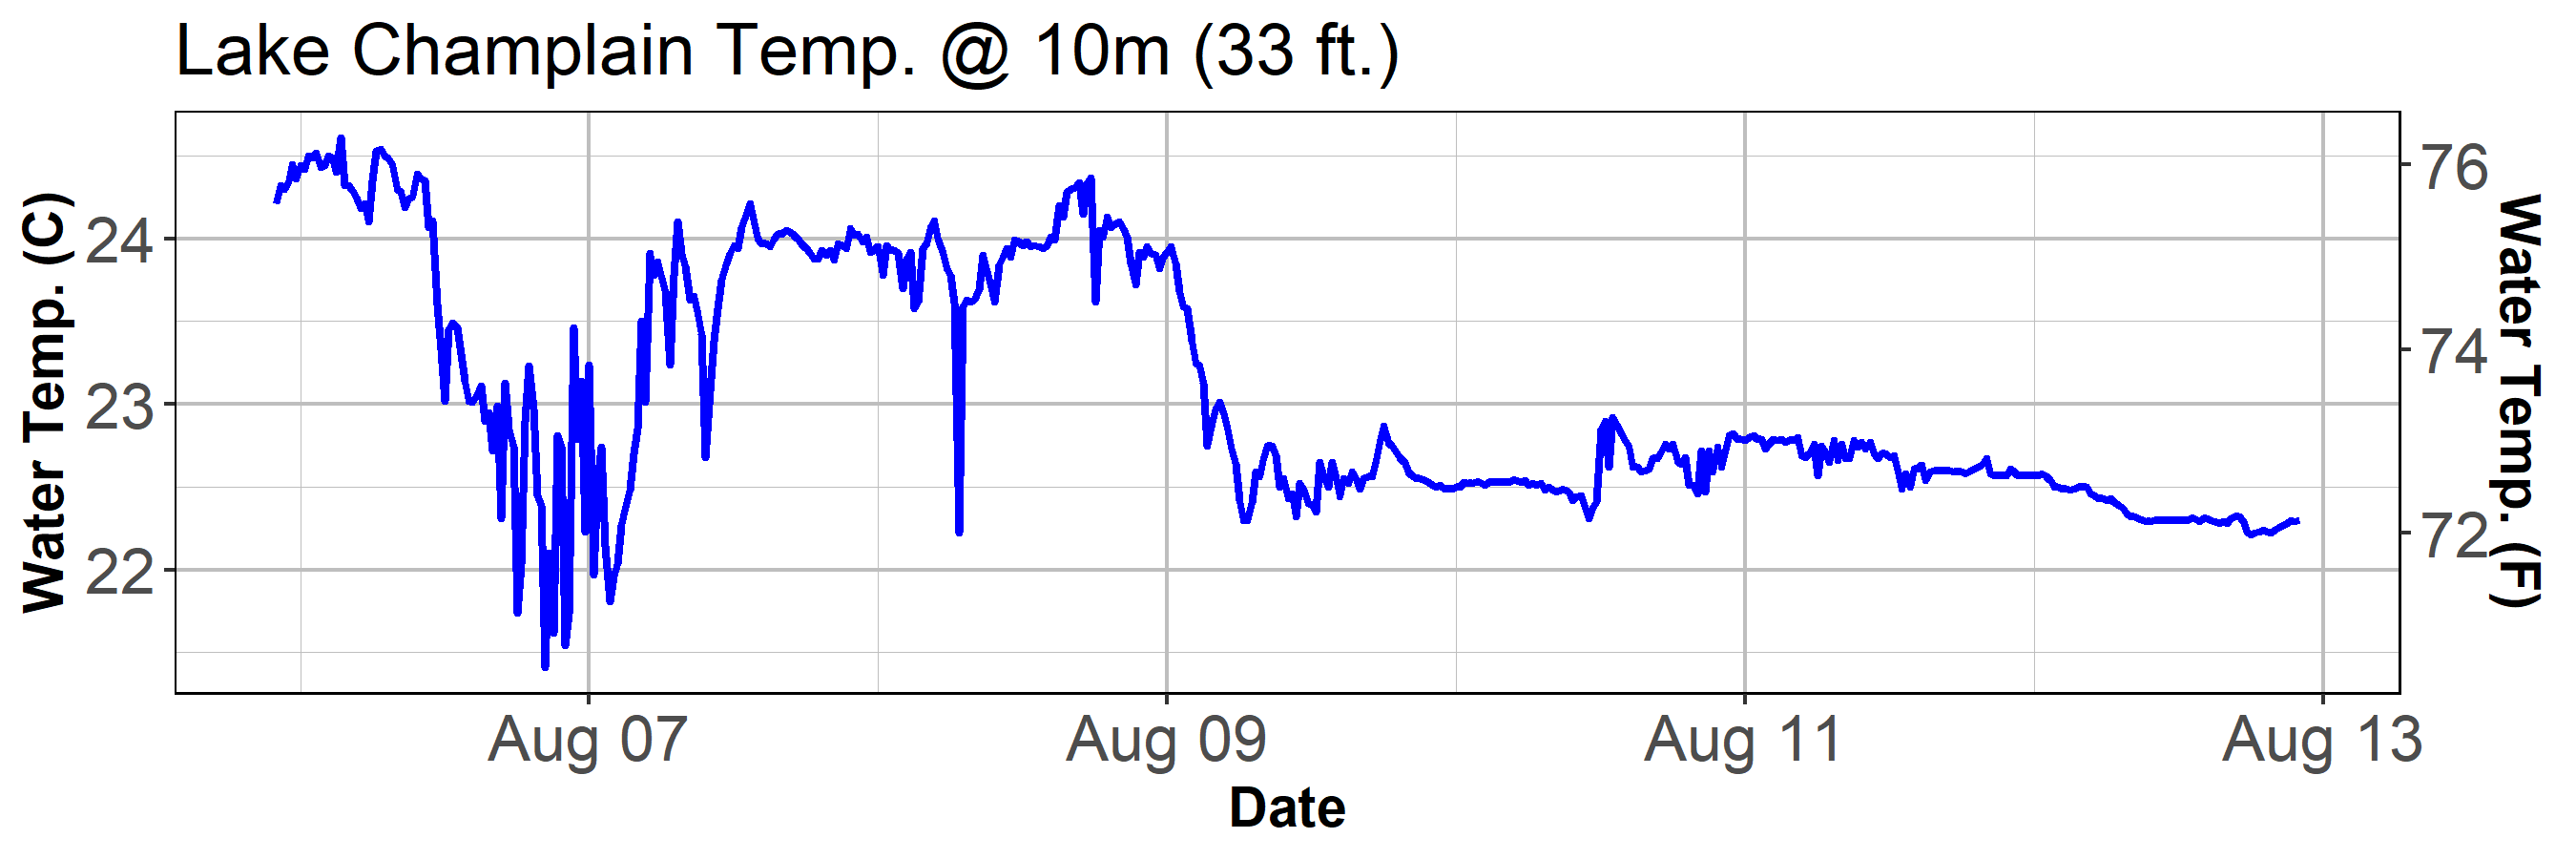 Lake Champlain Temp. @ 10m (33 ft.)
Water Temp. (C)
24
23
22
76
74
72
Water Temp. (F)
Aug 07
Aug 09
Aug 11
Aug 13
Date